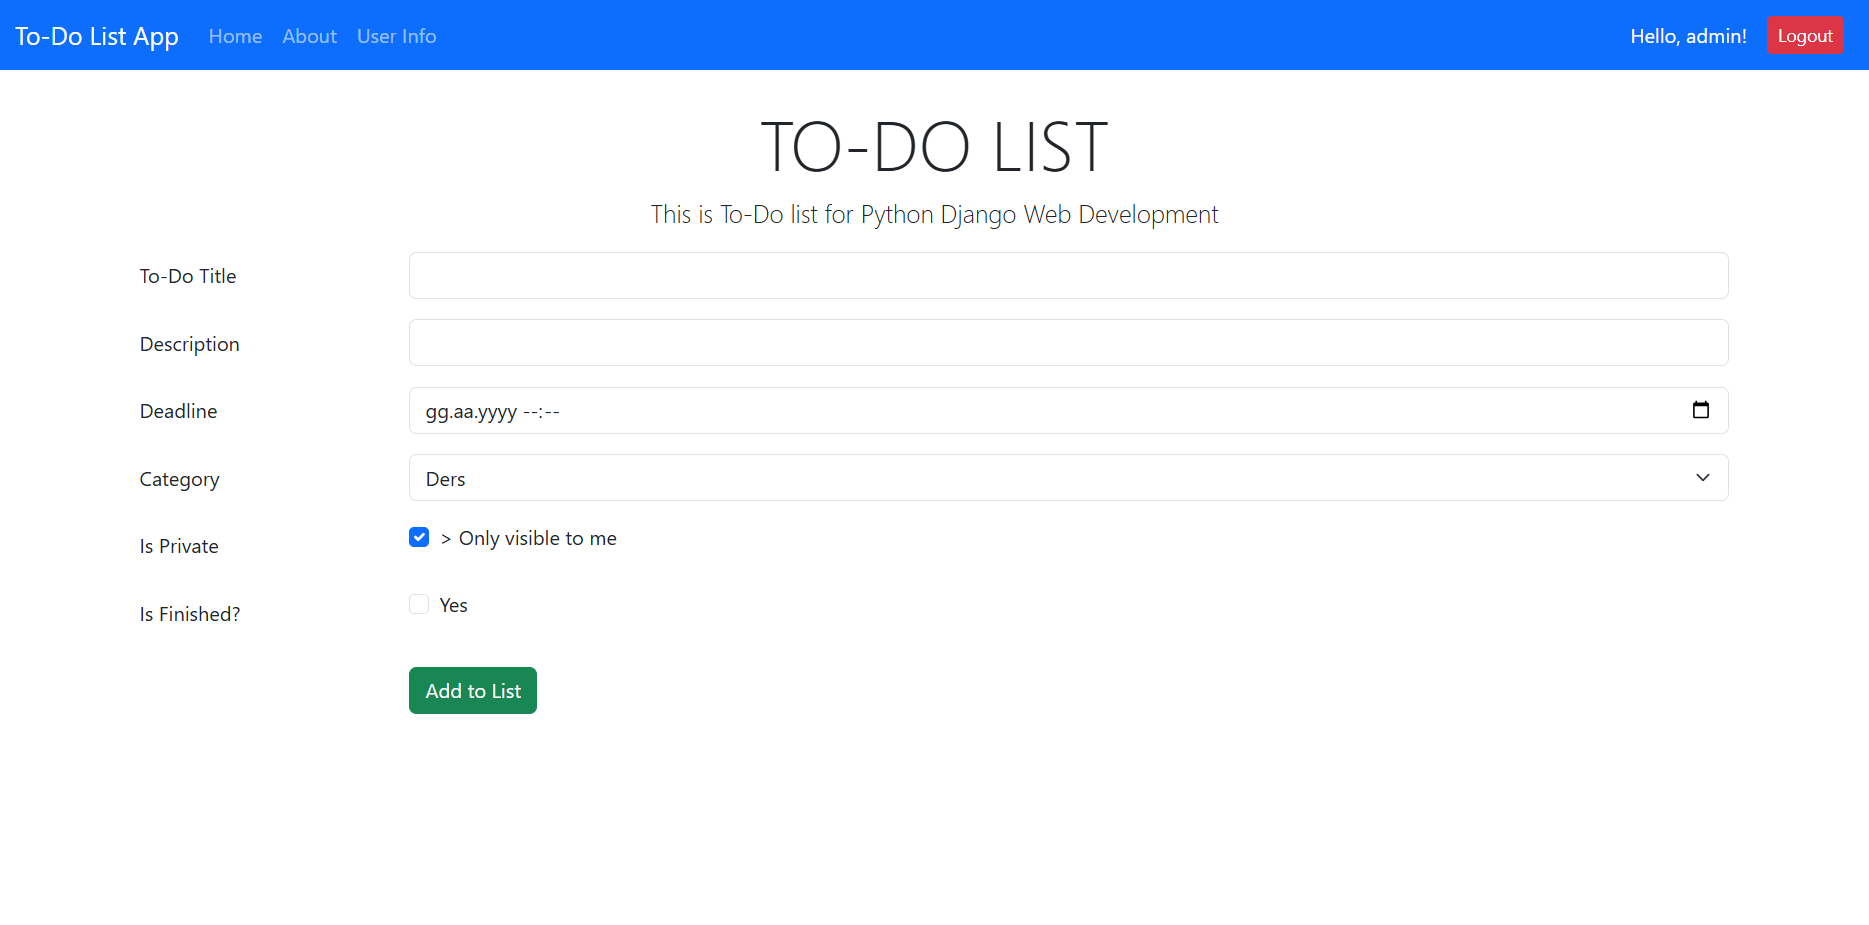 To-Do List App Home About User Info Hello, admin! Logout
TO-DO LIST
This is To-Do list for Python Django Web Development
To-Do Title
Description
Deadline gg.aa.yyyy --:--
Category Ders
Is Private > Only visible to me
Is Finished? Yes
Add to List